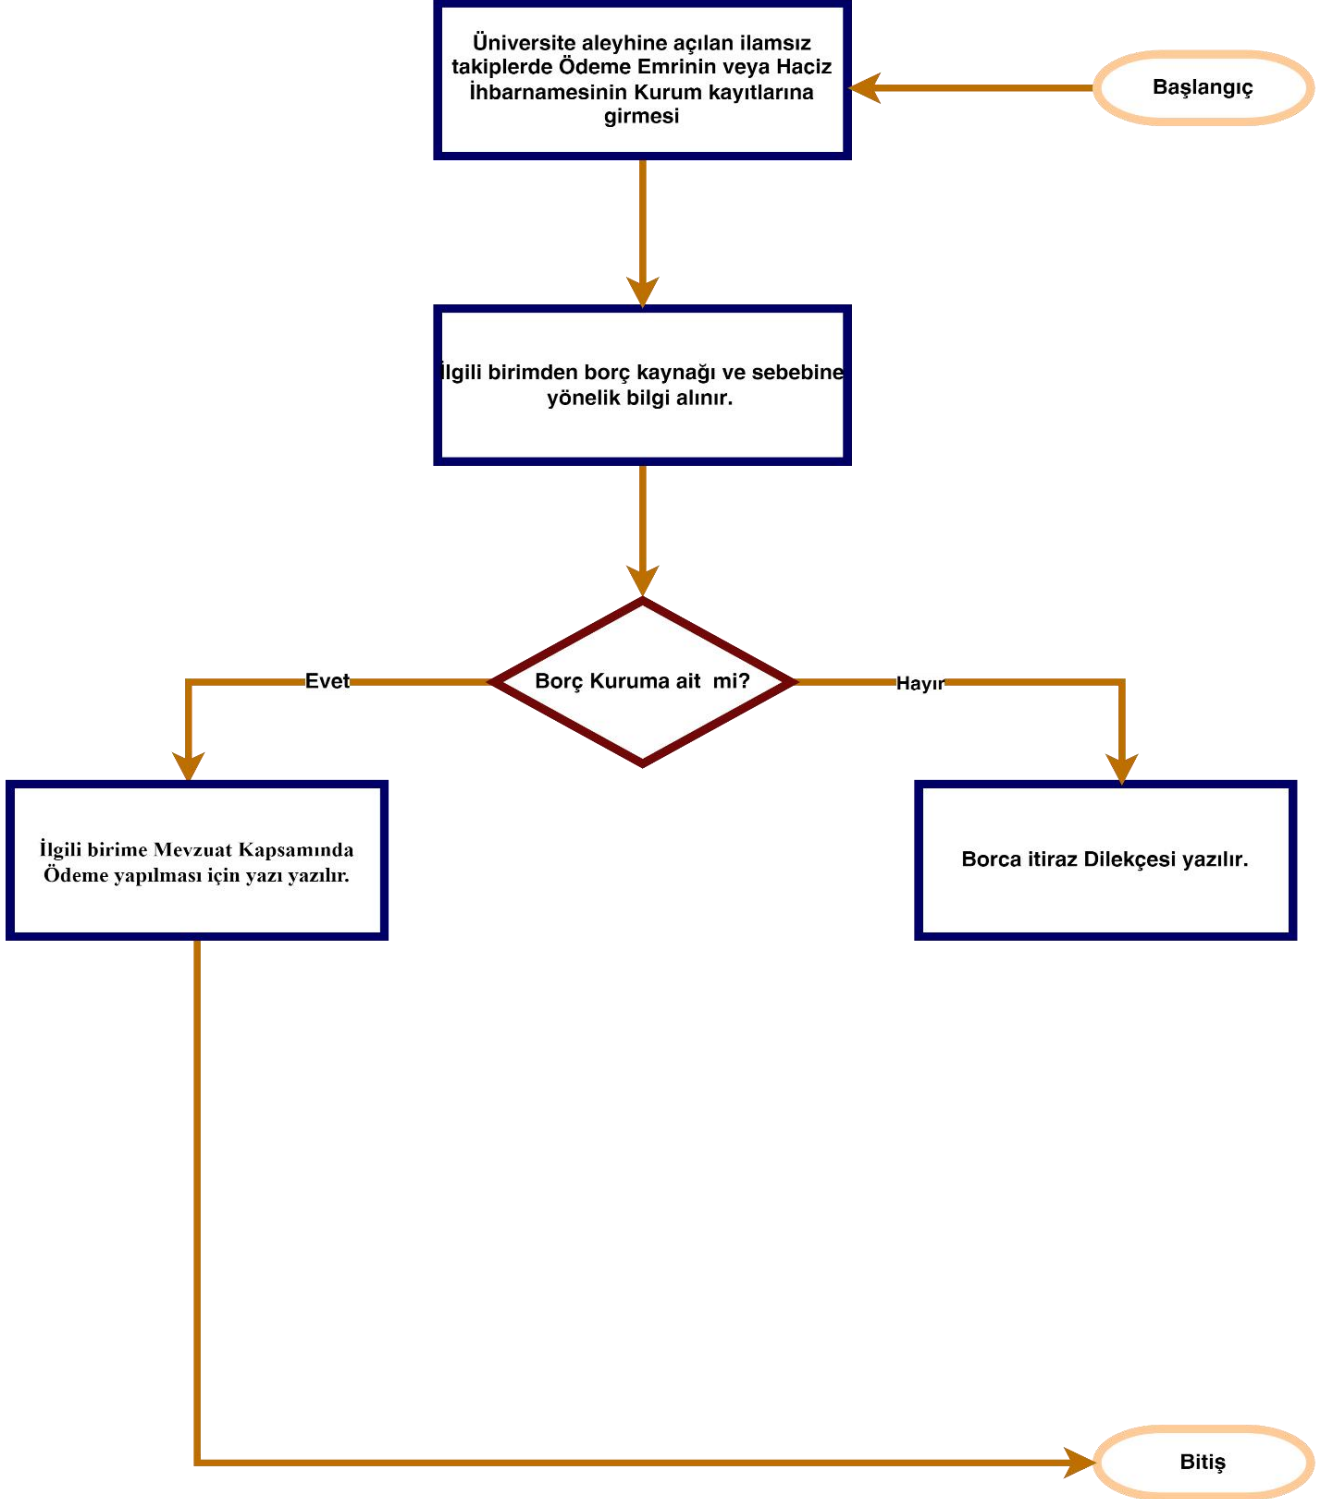 Üniversite aleyhine açılan ilamsız
takiplerde Ödeme Emrinin veya Haciz
İhbarnamesinin Kurum kayıtlarına
girmesi
Başlangıç
İlgili birimden borç kaynağı ve sebebine
yönelik bilgi alınır.
Borç Kuruma ait  mi?
Evet
Hayır
İlgili birime Mevzuat Kapsamında
Ödeme yapılması için yazı yazılır.
Borca itiraz Dilekçesi yazılır.
Bitiş